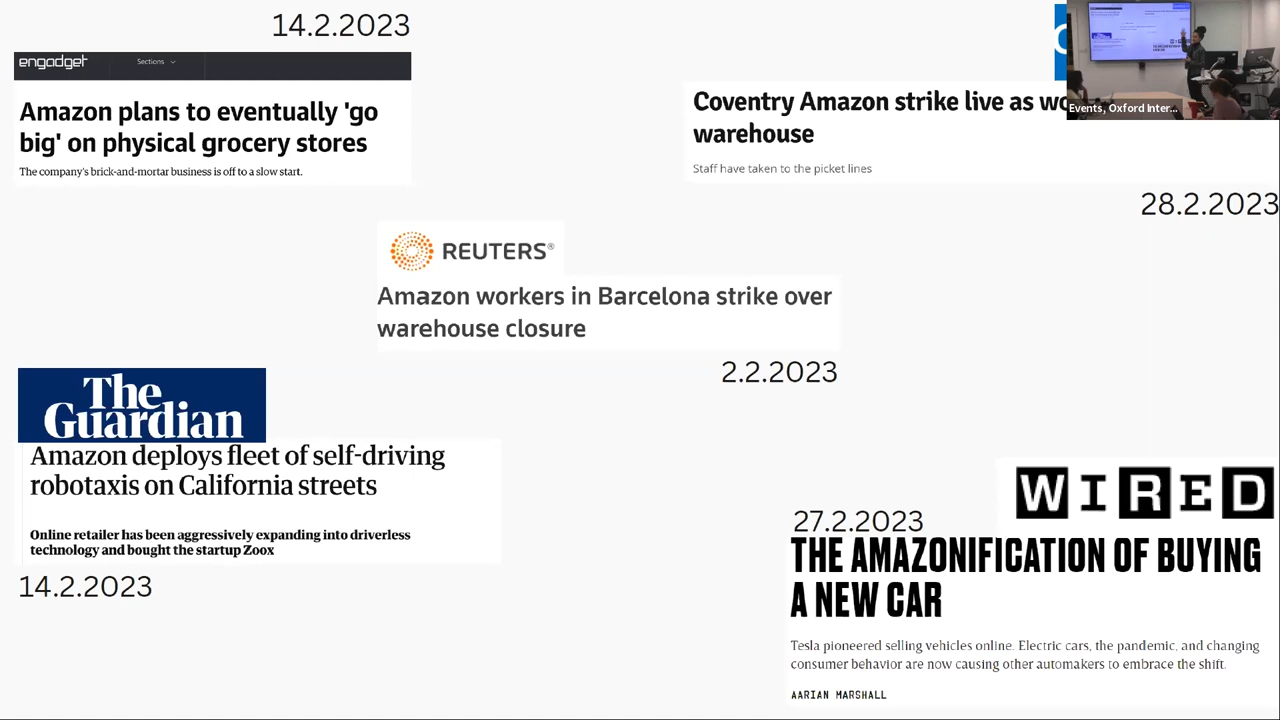 14.2.2023
engadget
Sections
Amazon plans to eventually 'go
big' on physical grocery stores
The company's brick-and-mortar business is off to a slow start.
Coventry Amazon strike live as
warehouse
Staff have taken to the picket lines
28.2.2023
Events, Oxford Inter...
REUTERS®
Amazon workers in Barcelona strike over
warehouse closure
2.2.2023
The
Guardian
Amazon deploys fleet of self-driving
robotaxis on California streets
Online retailer has been aggressively expanding into driverless
technology and bought the startup Zoox
14.2.2023
WIRED
27.2.2023
THE AMAZONIFICATION OF BUYING
A NEW CAR
Tesla pioneered selling vehicles online. Electric cars, the pandemic, and changing
consumer behavior are now causing other automakers to embrace the shift.
AARIAN MARSHALL